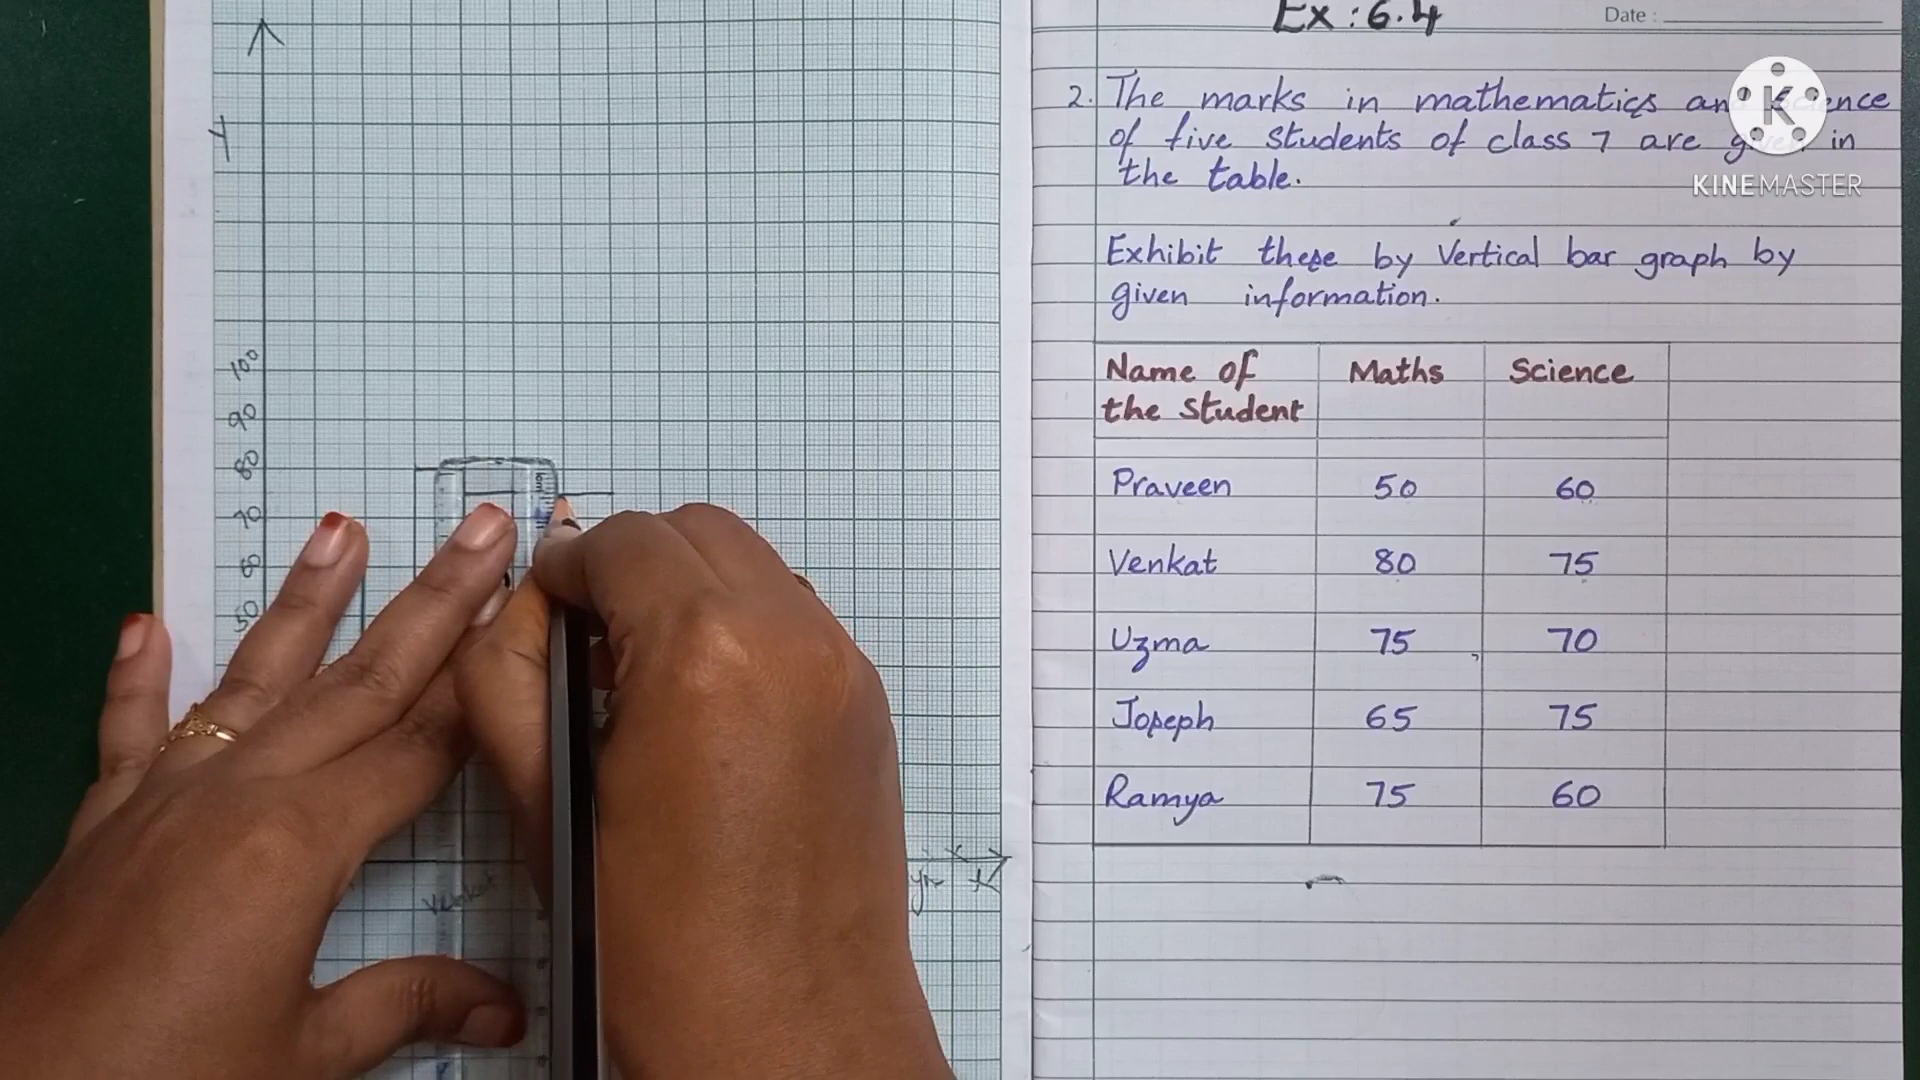 Y
100
90
80
70
60
50
Venkat
X
Ex : 6.4
Date :
2. The marks in mathematics and Science
of five students of class 7 are given in
the table.
Exhibit these by Vertical bar graph by
given information.
Name of the Student Maths Science
Praveen 50 60
Venkat 80 75
Uzma 75 70
Joseph 65 75
Ramya 75 60
K
KINEMASTER